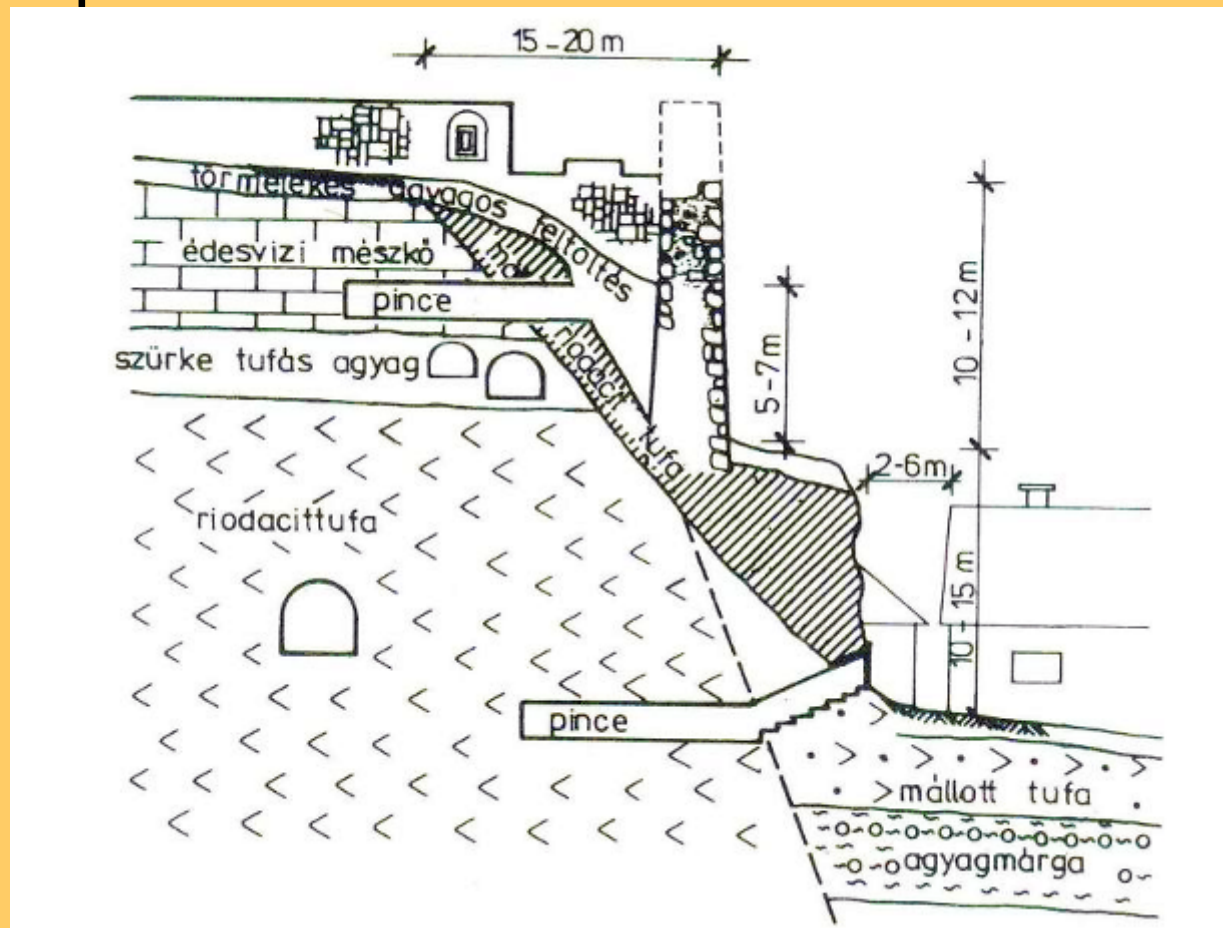 15-20 m
törmelékes agyagos feltöltés
édesvizi mészkő
pince
szürke tufás agyag
riodacit tufa
5-7m
10-12m
2-6m
riodacittufa
10-15 m
pince
mállott tufa
agyagmárga